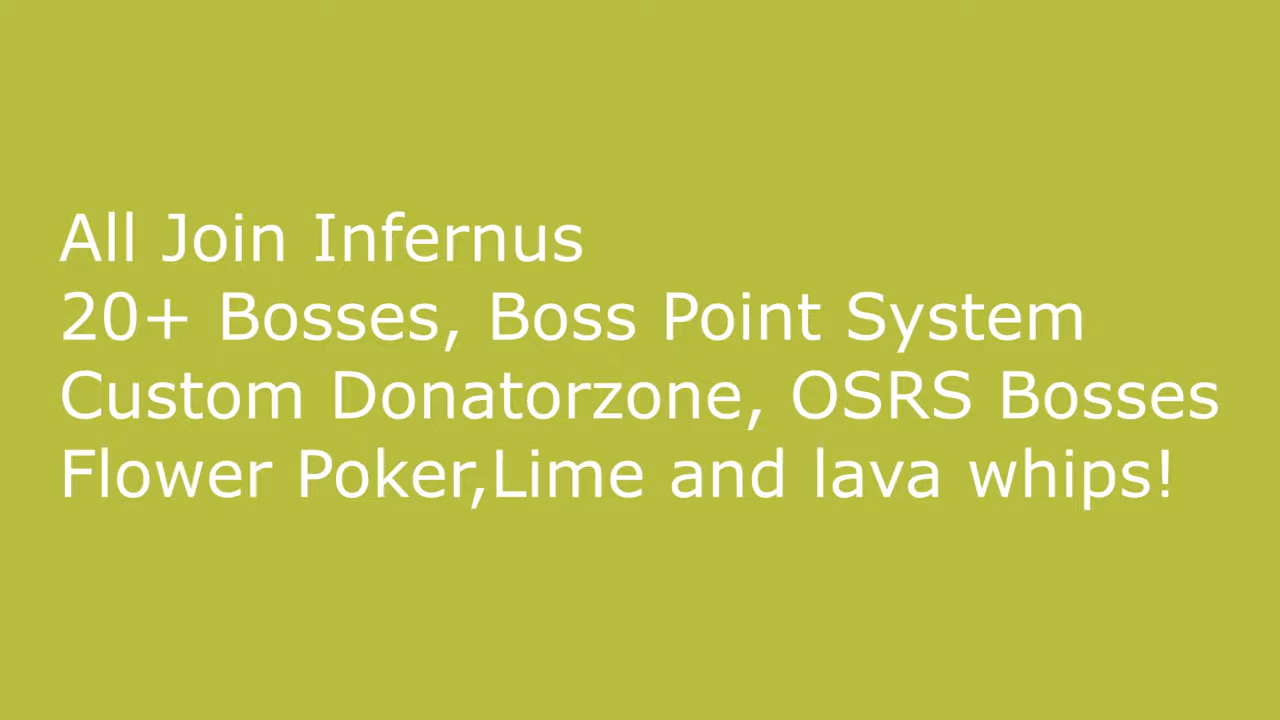 All Join Infernus
20+ Bosses, Boss Point System
Custom Donatorzone, OSRS Bosses
Flower Poker,Lime and lava whips!